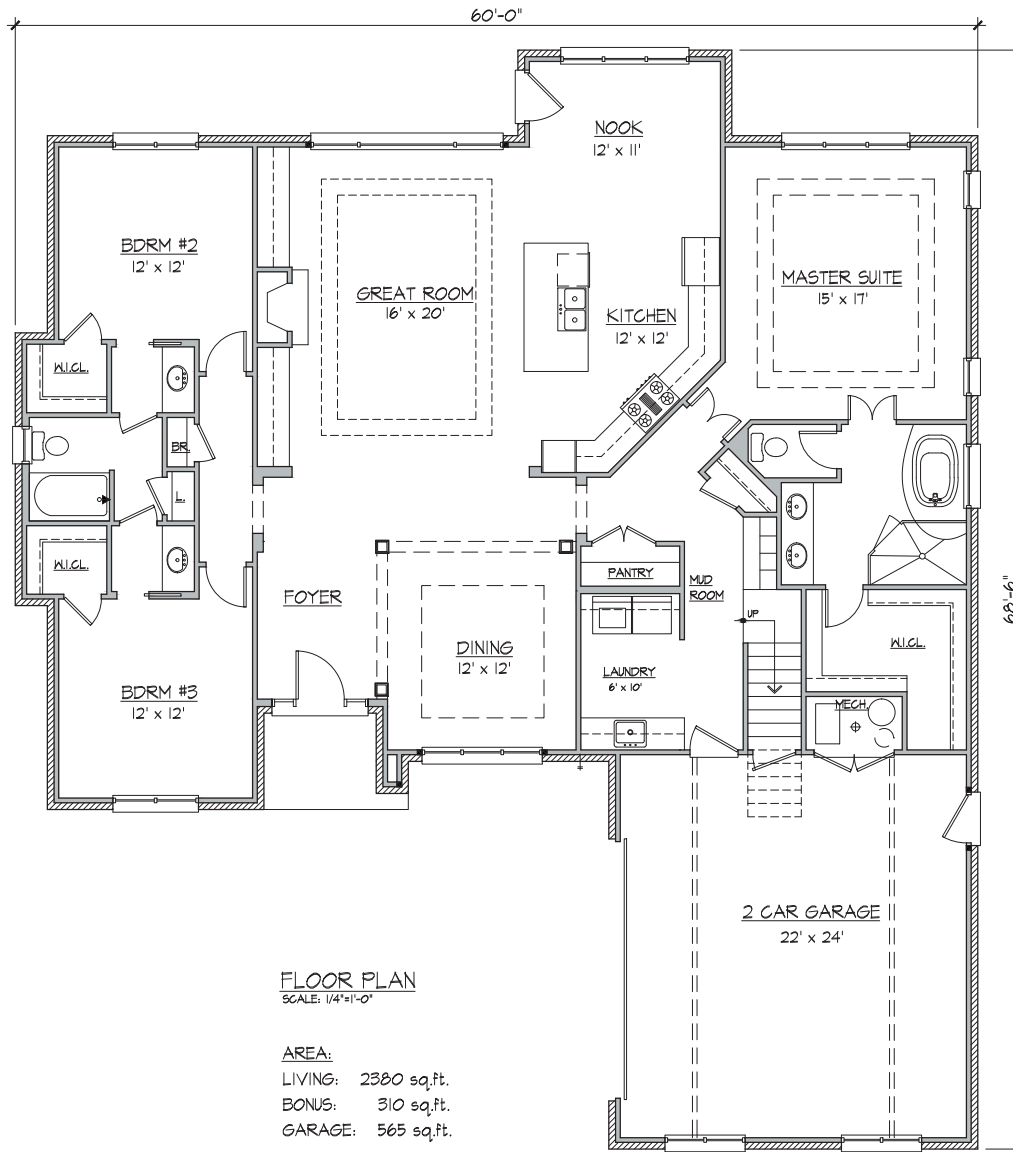 60'-0"
NOOK
12' x 11'
BDRM #2
12' x 12'
GREAT ROOM
16' x 20'
MASTER SUITE
15' x 17'
KITCHEN
12' x 12'
W.I.CL.
BR.
L.
W.I.CL.
PANTRY
MUD
ROOM
FOYER
68'-6"
UP
W.I.CL.
DINING
12' x 12'
LAUNDRY
6' x 10'
BDRM #3
12' x 12'
MECH.
2 CAR GARAGE
22' x 24'
FLOOR PLAN
SCALE: 1/4"=1'-0"
AREA:
LIVING: 2380 sq.ft.
BONUS: 310 sq.ft.
GARAGE: 565 sq.ft.